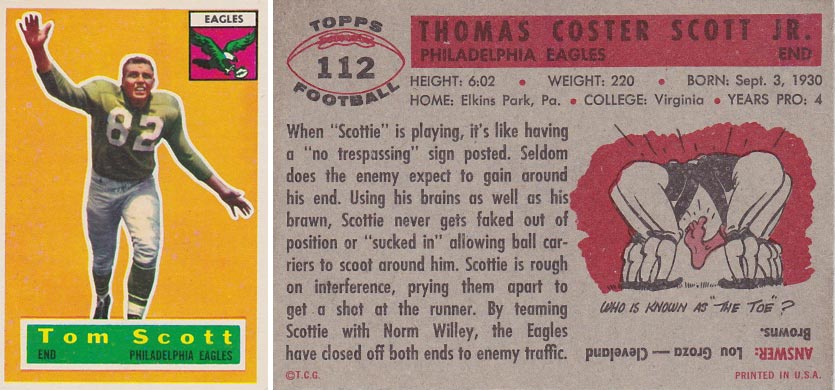 EAGLES
82
Tom Scott
END PHILADELPHIA EAGLES
TOPPS
112
FOOTBALL
THOMAS COSTER SCOTT JR.
PHILADELPHIA EAGLES END
HEIGHT: 6:02 • WEIGHT: 220 • BORN: Sept. 3, 1930
HOME: Elkins Park, Pa. • COLLEGE: Virginia • YEARS PRO: 4
When "Scottie" is playing, it's like having
a "no trespassing" sign posted. Seldom
does the enemy expect to gain around
his end. Using his brains as well as his
brawn, Scottie never gets faked out of
position or "sucked in" allowing ball car-
riers to scoot around him. Scottie is rough
on interference, prying them apart to
get a shot at the runner. By teaming
Scottie with Norm Willey, the Eagles
have closed off both ends to enemy traffic.
©T.C.G.
WHO IS KNOWN AS "THE TOE"?
ANSWER: Lou Groza — Cleveland
Browns.
PRINTED IN U.S.A.